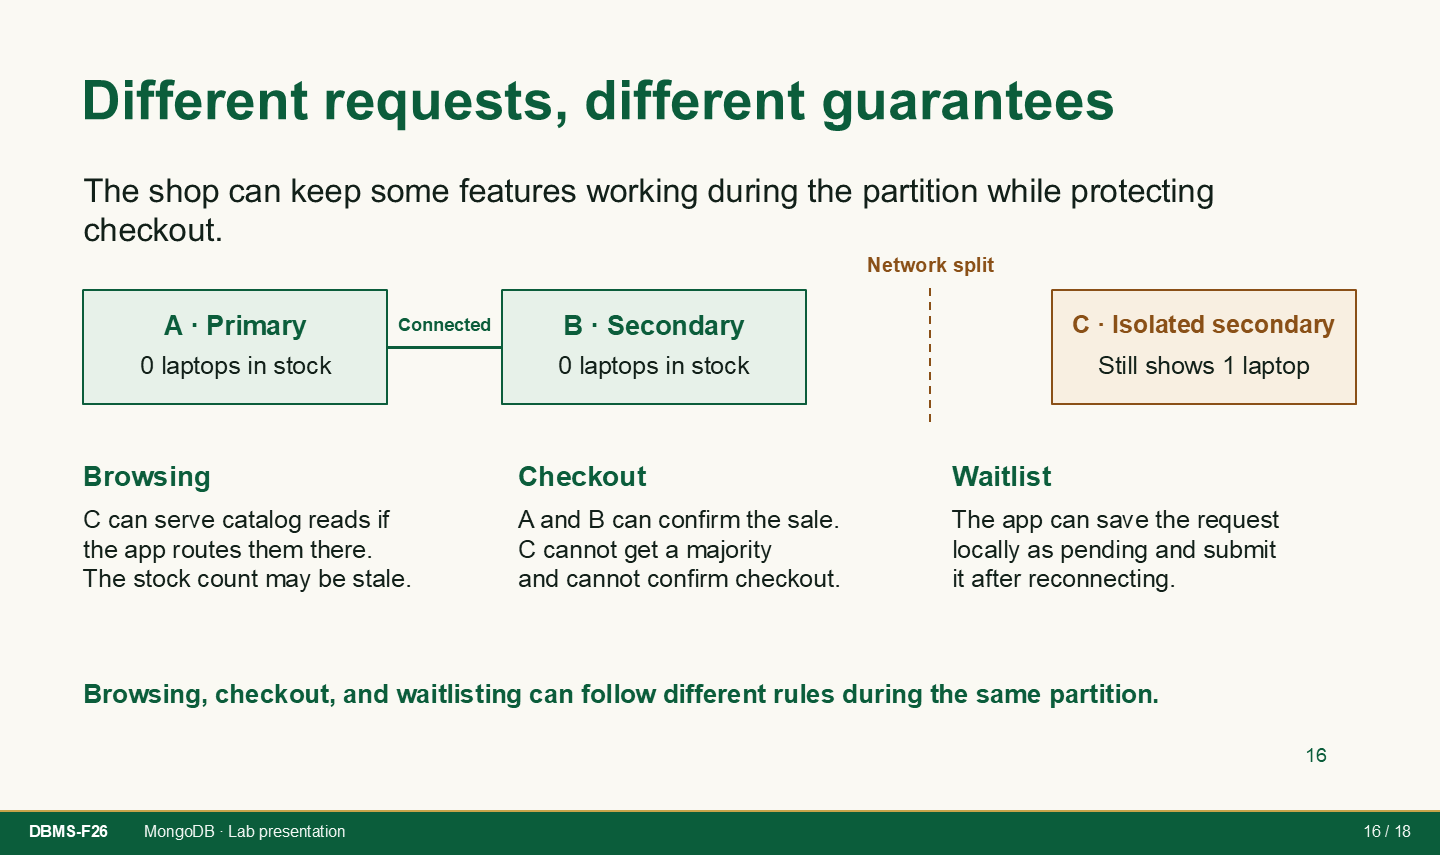 Different requests, different guarantees
The shop can keep some features working during the partition while protecting
checkout.
Network split
A · Primary
0 laptops in stock
Connected
B · Secondary
0 laptops in stock
C · Isolated secondary
Still shows 1 laptop
Browsing
C can serve catalog reads if
the app routes them there.
The stock count may be stale.
Checkout
A and B can confirm the sale.
C cannot get a majority
and cannot confirm checkout.
Waitlist
The app can save the request
locally as pending and submit
it after reconnecting.
Browsing, checkout, and waitlisting can follow different rules during the same partition.
16
DBMS-F26 MongoDB · Lab presentation 16 / 18